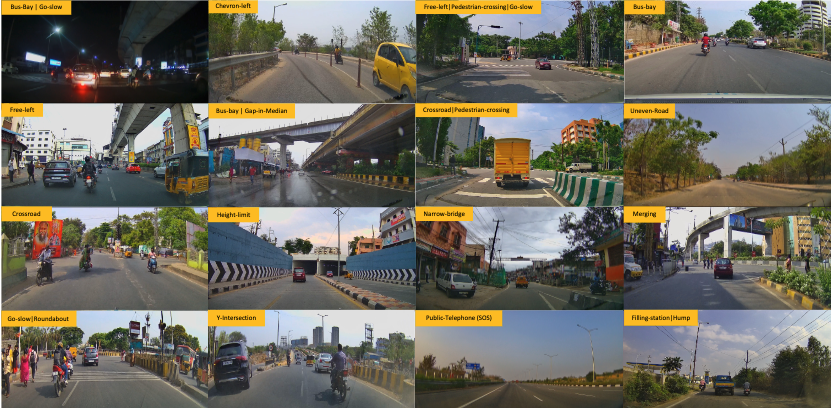 Bus-Bay | Go-slow
Chevron-left
Free-left|Pedestrian-crossing|Go-slow
Bus-bay
Free-left
Bus-bay | Gap-in-Median
Crossroad|Pedestrian-crossing
Uneven-Road
Crossroad
Height-limit
Narrow-bridge
Merging
Go-slow|Roundabout
Y-Intersection
Public-Telephone (SOS)
Filling-station|Hump